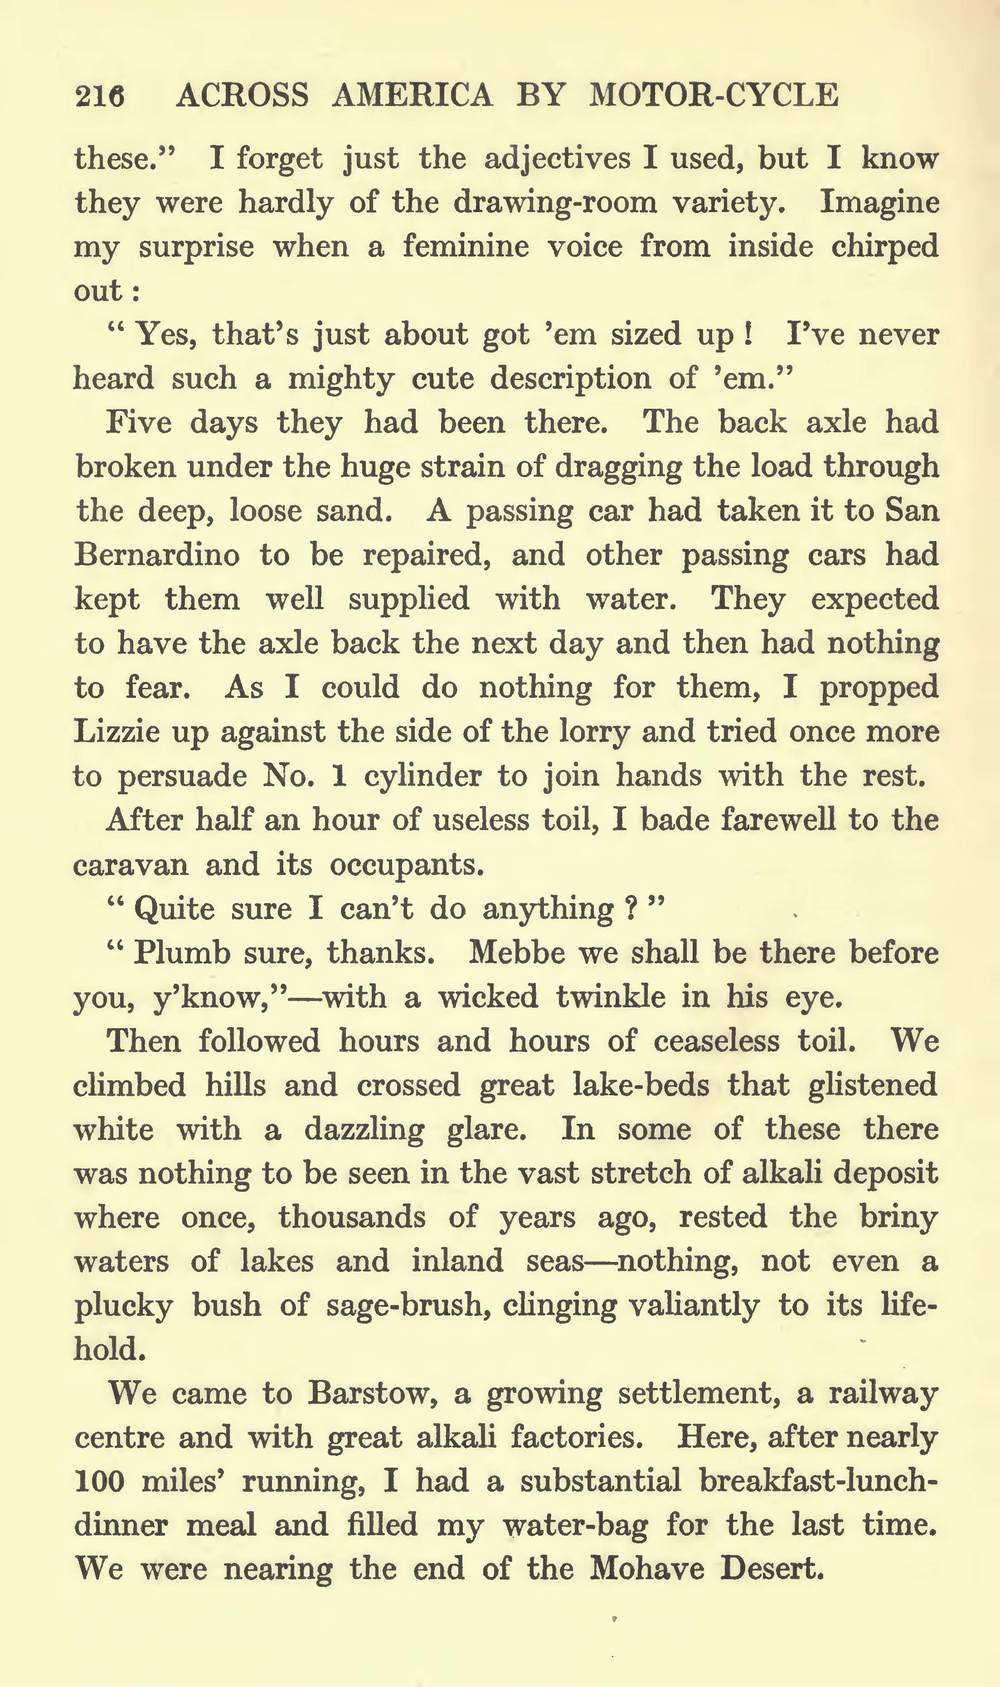 216 ACROSS AMERICA BY MOTOR-CYCLE
these.” I forget just the adjectives I used, but I know
they were hardly of the drawing-room variety. Imagine
my surprise when a feminine voice from inside chirped
out :
“ Yes, that’s just about got ’em sized up ! I’ve never
heard such a mighty cute description of ’em.”
Five days they had been there. The back axle had
broken under the huge strain of dragging the load through
the deep, loose sand. A passing car had taken it to San
Bernardino to be repaired, and other passing cars had
kept them well supplied with water. They expected
to have the axle back the next day and then had nothing
to fear. As I could do nothing for them, I propped
Lizzie up against the side of the lorry and tried once more
to persuade No. 1 cylinder to join hands with the rest.
After half an hour of useless toil, I bade farewell to the
caravan and its occupants.
“ Quite sure I can’t do anything ? ”
“ Plumb sure, thanks. Mebbe we shall be there before
you, y’know,”—with a wicked twinkle in his eye.
Then followed hours and hours of ceaseless toil. We
climbed hills and crossed great lake-beds that glistened
white with a dazzling glare. In some of these there
was nothing to be seen in the vast stretch of alkali deposit
where once, thousands of years ago, rested the briny
waters of lakes and inland seas—nothing, not even a
plucky bush of sage-brush, clinging valiantly to its life-
hold.
We came to Barstow, a growing settlement, a railway
centre and with great alkali factories. Here, after nearly
100 miles’ running, I had a substantial breakfast-lunch-
dinner meal and filled my water-bag for the last time.
We were nearing the end of the Mohave Desert.